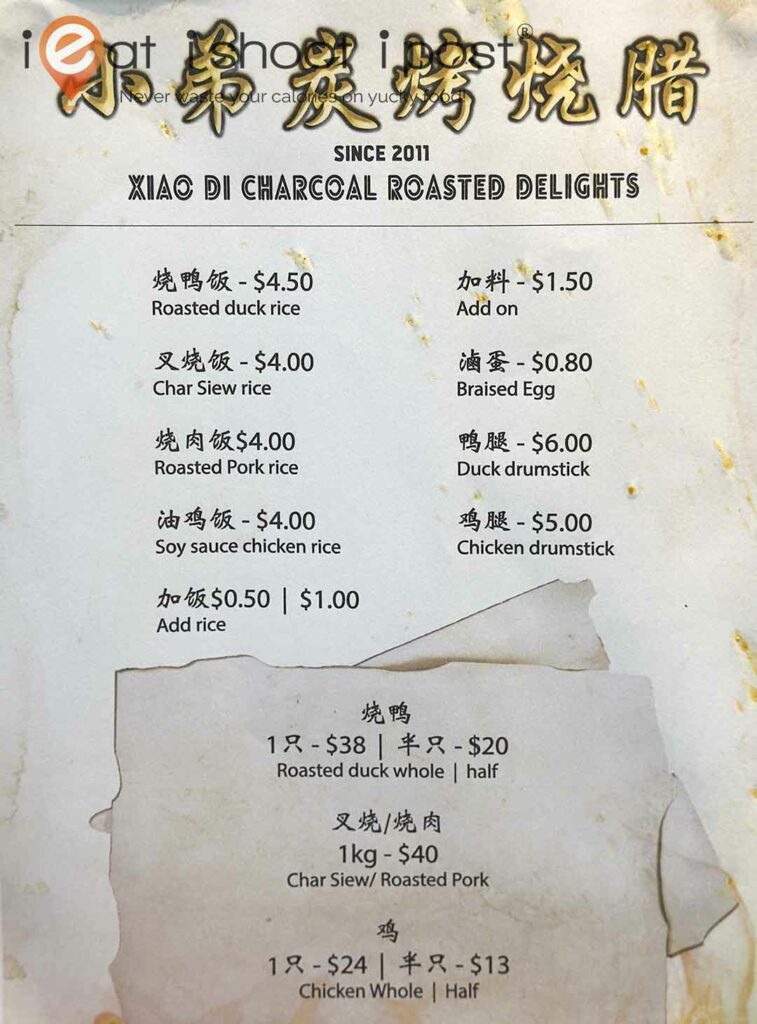 i eat i shoot i post®
Never waste your calories on yucky food!
小弟炭烤烧腊
SINCE 2011
XIAO DI CHARCOAL ROASTED DELIGHTS
烧鸭饭 - $4.50
Roasted duck rice
叉烧饭 - $4.00
Char Siew rice
烧肉饭$4.00
Roasted Pork rice
油鸡饭 - $4.00
Soy sauce chicken rice
加饭$0.50 | $1.00
Add rice
加料 - $1.50
Add on
滷蛋 - $0.80
Braised Egg
鸭腿 - $6.00
Duck drumstick
鸡腿 - $5.00
Chicken drumstick
烧鸭
1只 - $38 | 半只 - $20
Roasted duck whole | half
叉烧/烧肉
1kg - $40
Char Siew/ Roasted Pork
鸡
1只 - $24 | 半只 - $13
Chicken Whole | Half